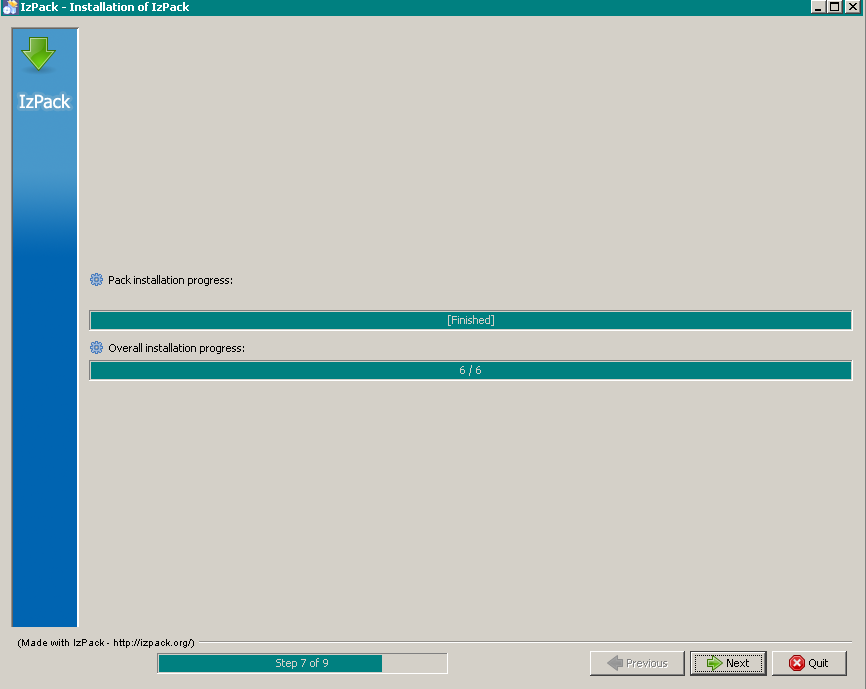 IzPack - Installation of IzPack
IzPack
Pack installation progress:
[Finished]
Overall installation progress:
6 / 6
(Made with IzPack - http://izpack.org/)
Step 7 of 9
Previous
Next
Quit